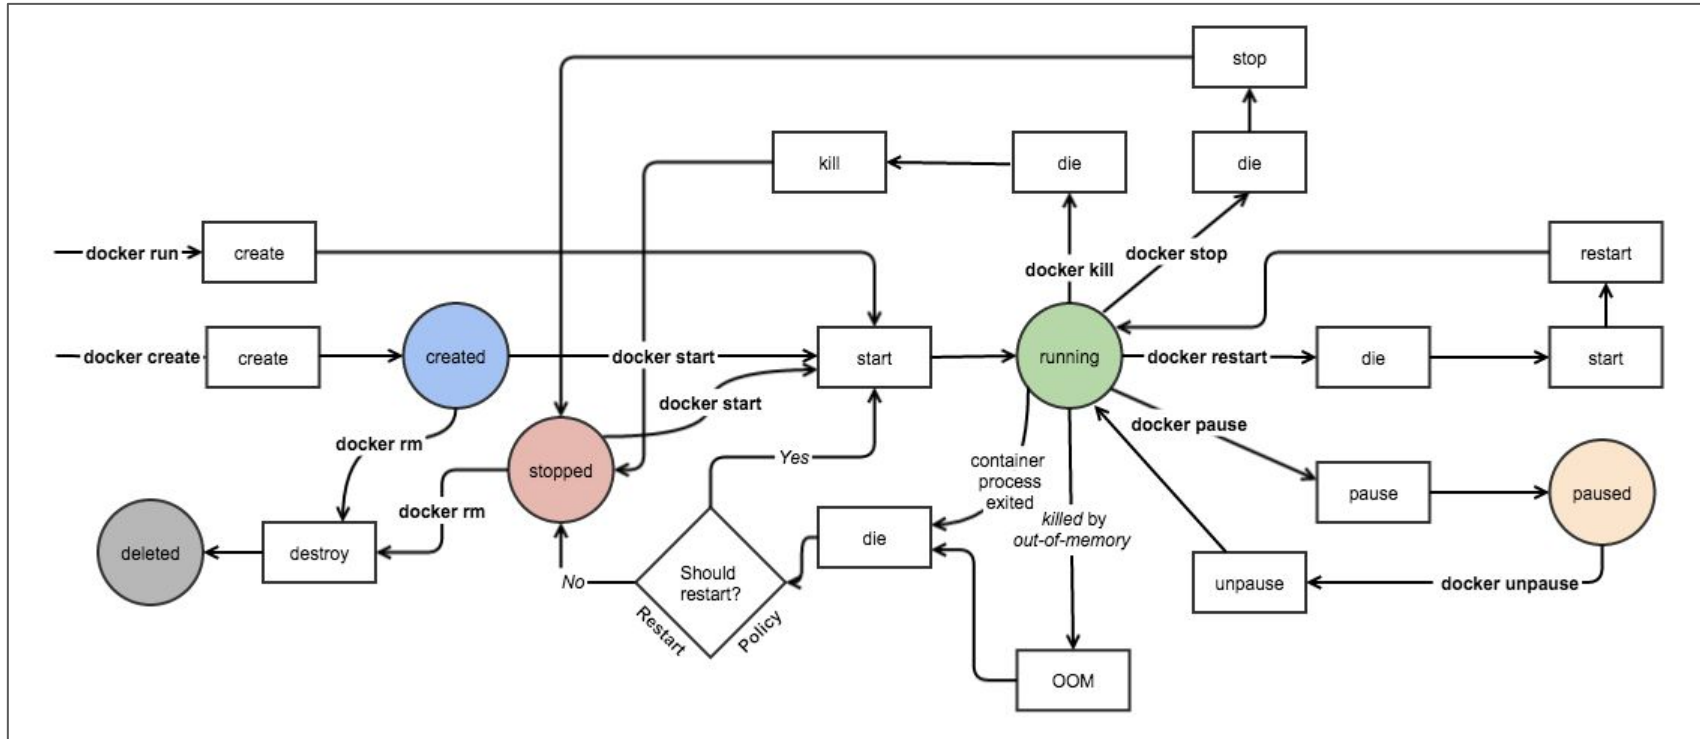 stop
kill
die
die
docker run
create
docker kill
docker stop
restart
docker create
create
created
docker start
start
running
docker restart
die
start
docker start
docker rm
docker pause
stopped
Yes
container
process
exited
pause
paused
docker rm
killed by
out-of-memory
deleted
destroy
die
No
Should
restart?
Restart
Policy
unpause
docker unpause
OOM